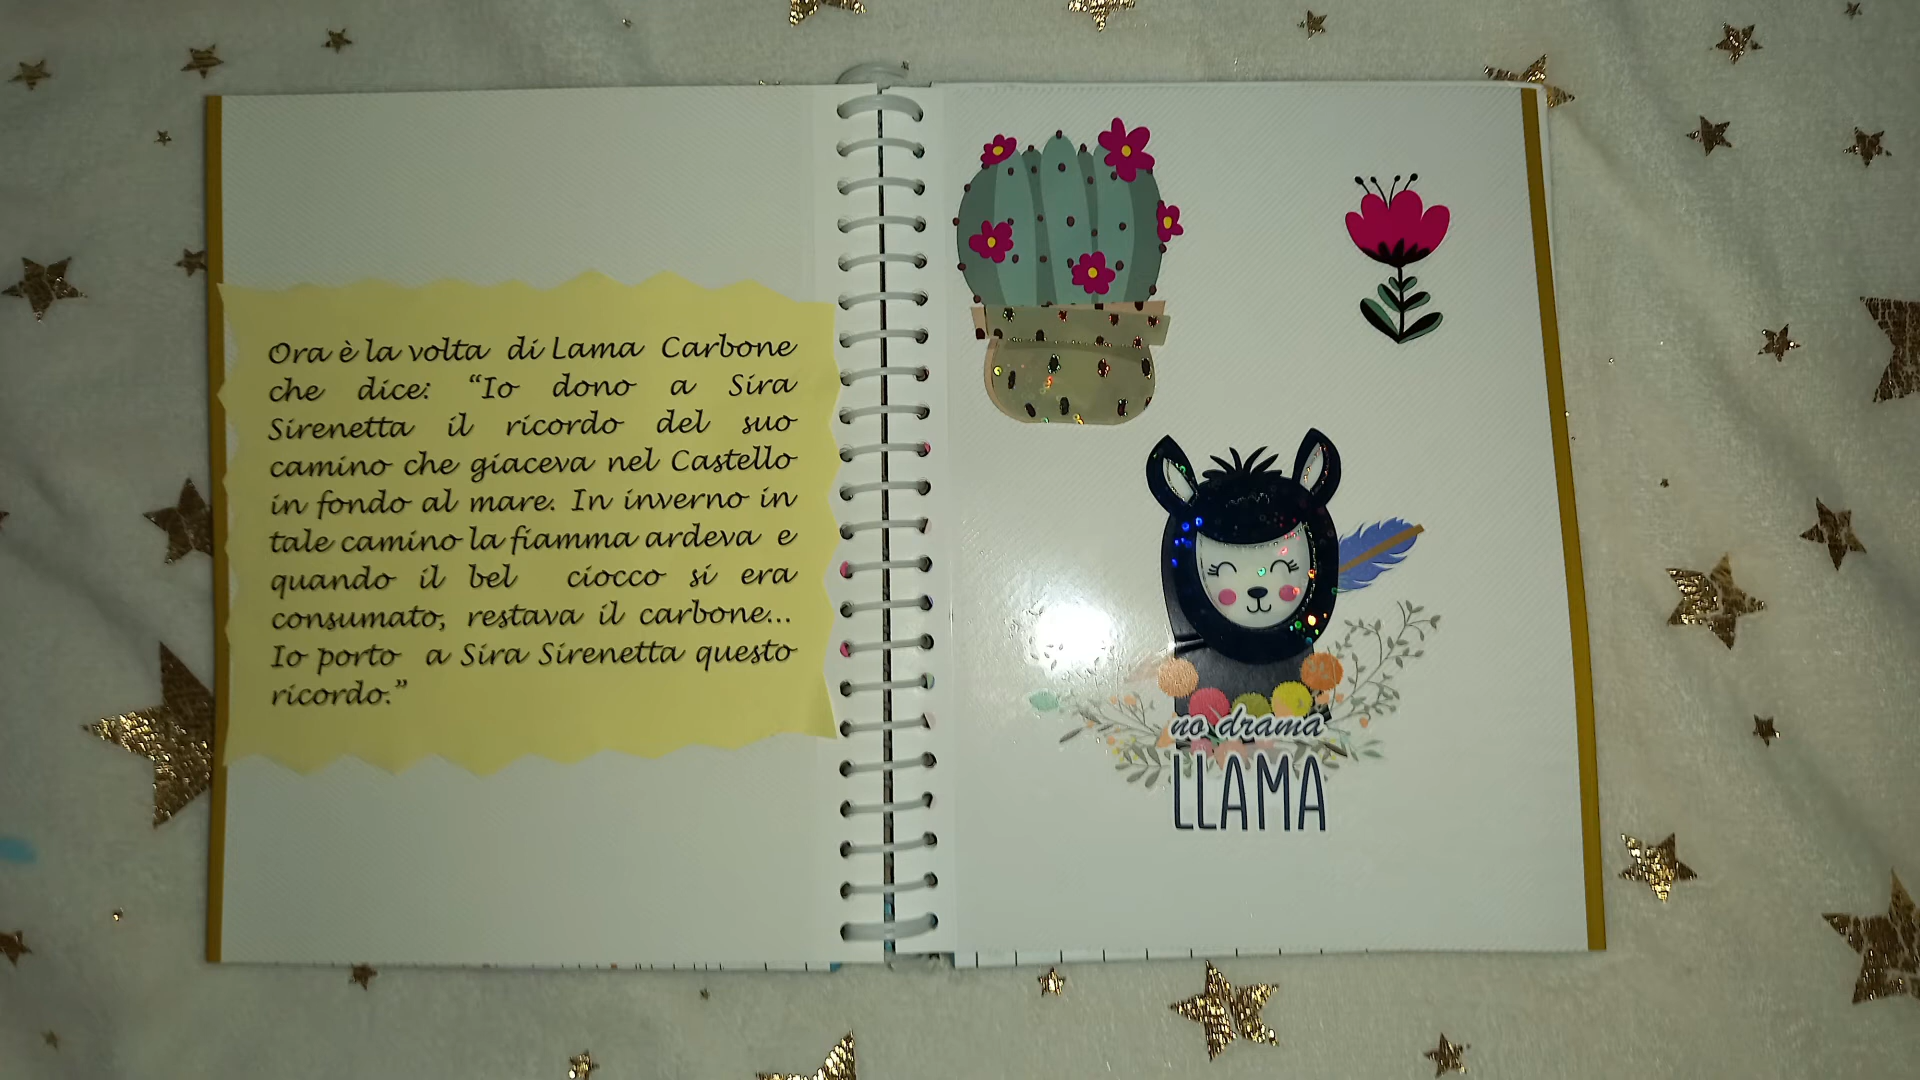 Ora è la volta di Lama Carbone
che dice: “Io dono a Sira
Sirenetta il ricordo del suo
camino che giaceva nel Castello
in fondo al mare. In inverno in
tale camino la fiamma ardeva e
quando il bel ciocco si era
consumato, restava il carbone...
Io porto a Sira Sirenetta questo
ricordo.”
no drama
LLAMA